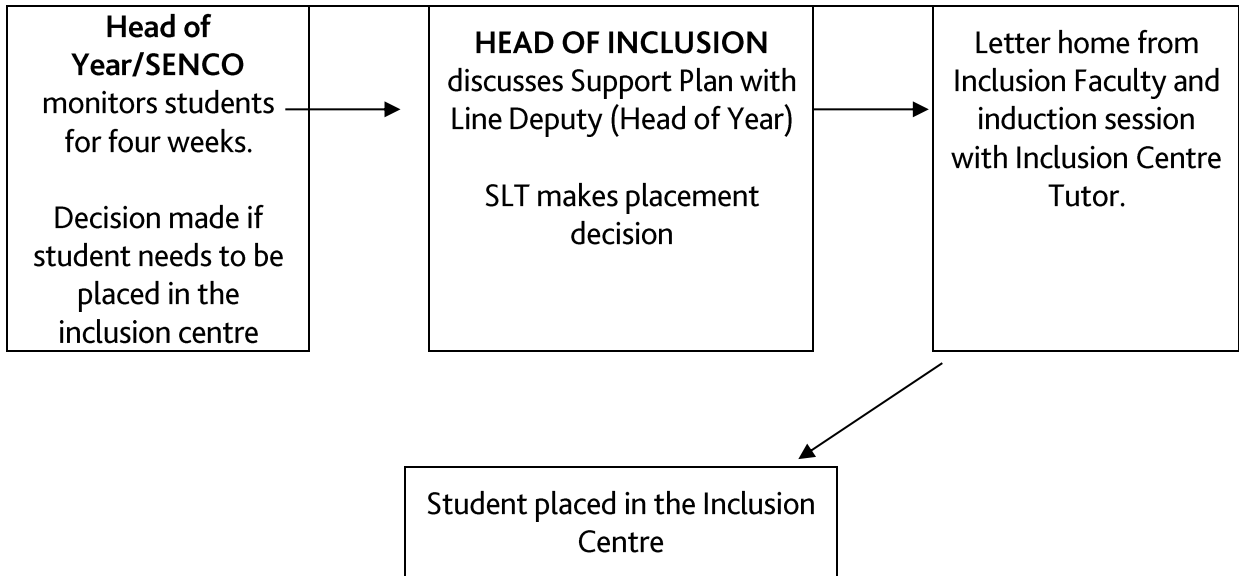 Head of
Year/SENCO
monitors students
for four weeks.
Decision made if
student needs to be
placed in the
inclusion centre
HEAD OF INCLUSION
discusses Support Plan with
Line Deputy (Head of Year)
SLT makes placement
decision
Letter home from
Inclusion Faculty and
induction session
with Inclusion Centre
Tutor.
Student placed in the Inclusion
Centre